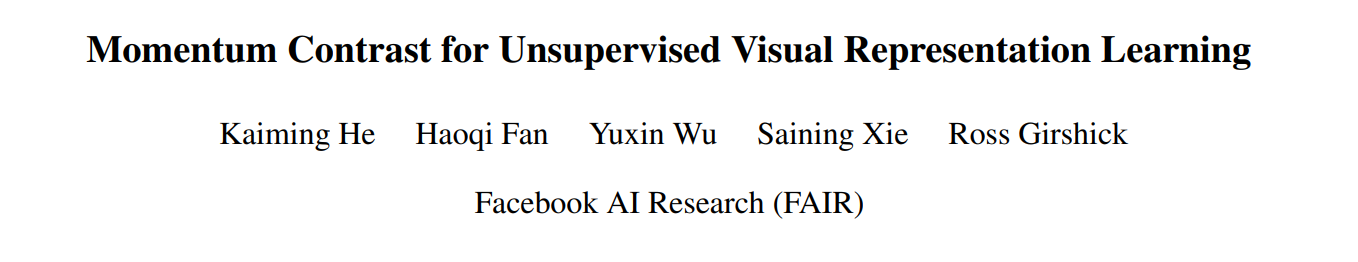 Momentum Contrast for Unsupervised Visual Representation Learning
Kaiming He Haoqi Fan Yuxin Wu Saining Xie Ross Girshick
Facebook AI Research (FAIR)